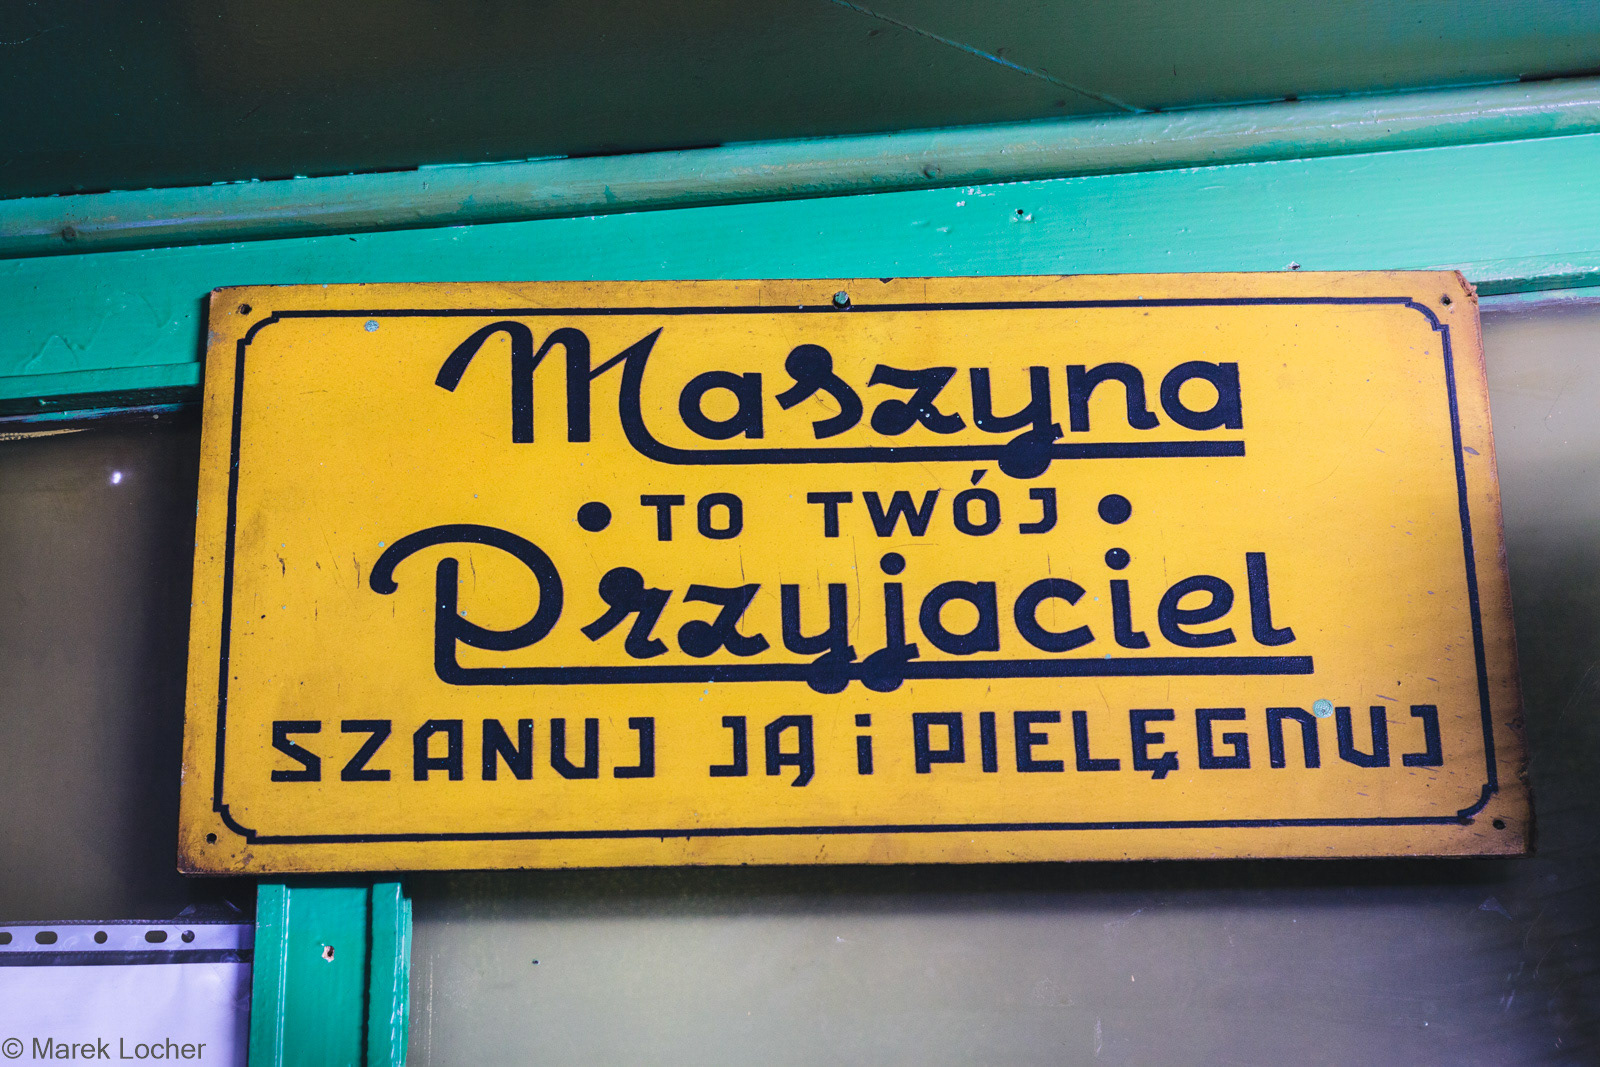 Maszyna
• TO TWÓJ •
Przyjaciel
SZANUJ JĄ i PIELĘGNUJ
© Marek Locher